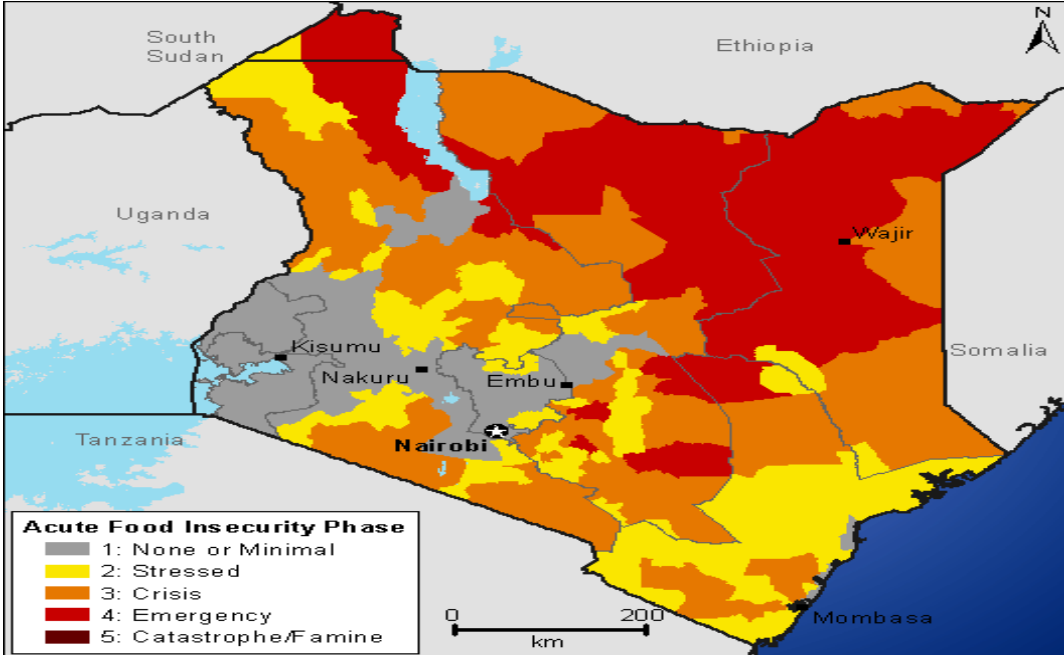 N
South
Sudan
Ethiopia
Uganda
Wajir
Kisumu
Somalia
Nakuru
Embu
Tanzania
Nairobi
Acute Food Insecurity Phase
1: None or Minimal
2: Stressed
3: Crisis
4: Emergency
5: Catastrophe/Famine
0 200
km
Mombasa